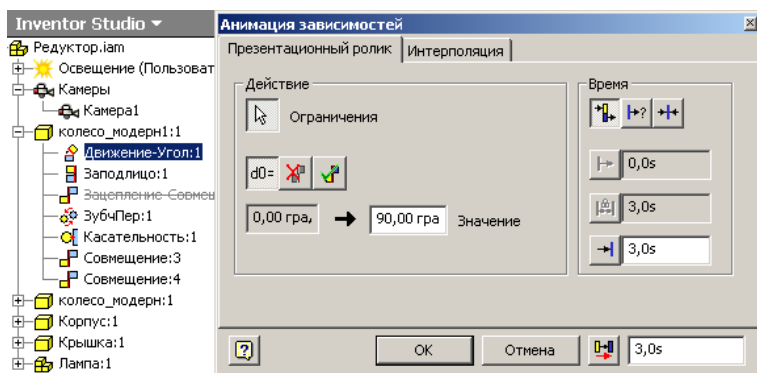 Inventor Studio
Редуктор.iam
Освещение (Пользоват
Камеры
Камера1
колесо_модерн1:1
Движение-Угол:1
Заподлицо:1
Зацепление-Совмещ
ЗубчПер:1
Касательность:1
Совмещение:3
Совмещение:4
колесо_модерн:1
Корпус:1
Крышка:1
Лампа:1
Анимация зависимостей
Презентационный ролик
Интерполяция
Действие
Ограничения
d0=
0,00 гра,
90,00 гра
Значение
Время
?
0,0s
3,0s
3,0s
?
OK
Отмена
3,0s